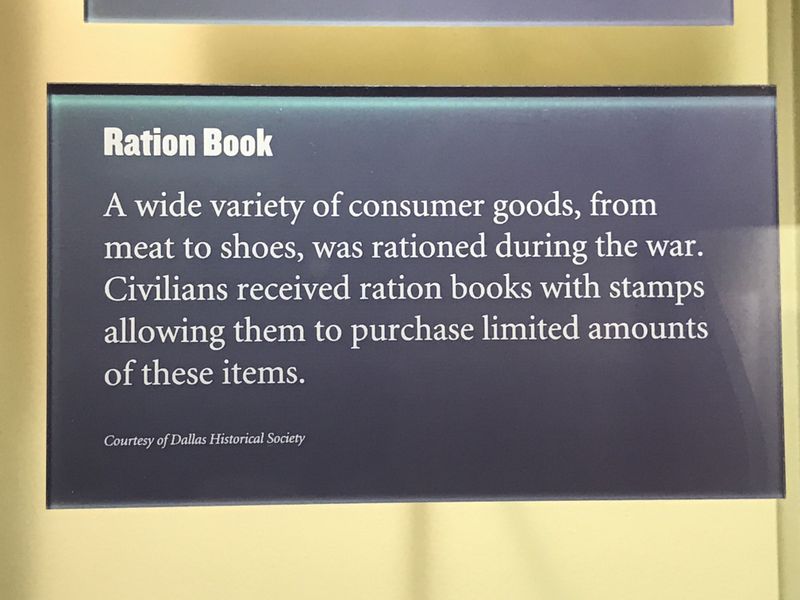 Ration Book
A wide variety of consumer goods, from
meat to shoes, was rationed during the war.
Civilians received ration books with stamps
allowing them to purchase limited amounts
of these items.
Courtesy of Dallas Historical Society